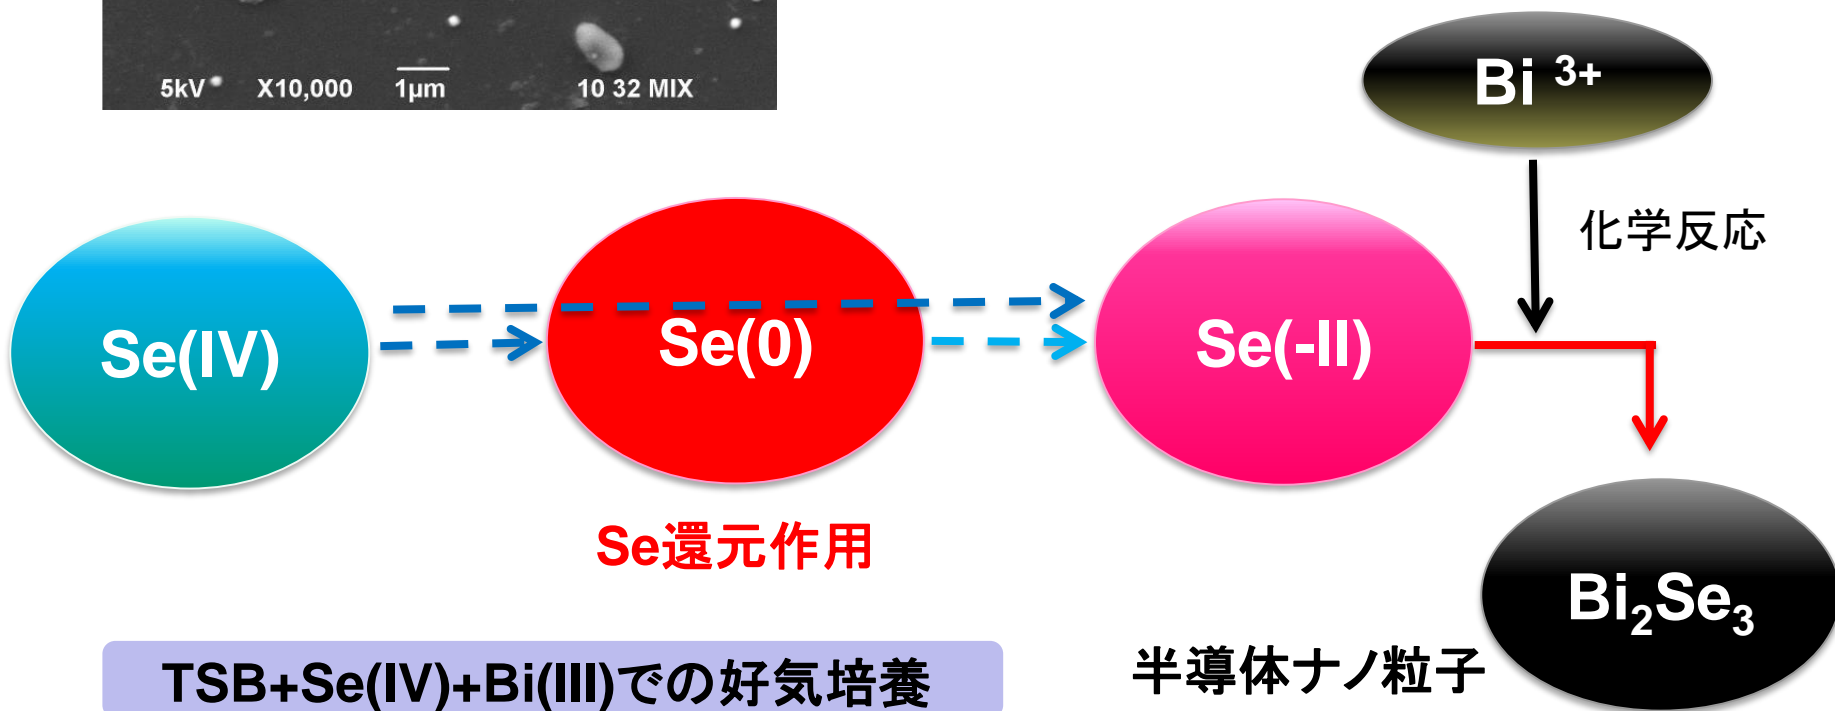 5kV X10,000 1μm 10 32 MIX
Bi 3+
化学反応
Se(IV)
Se(0)
Se(-II)
Se還元作用
Bi2Se3
半導体ナノ粒子
TSB+Se(IV)+Bi(III)での好気培養